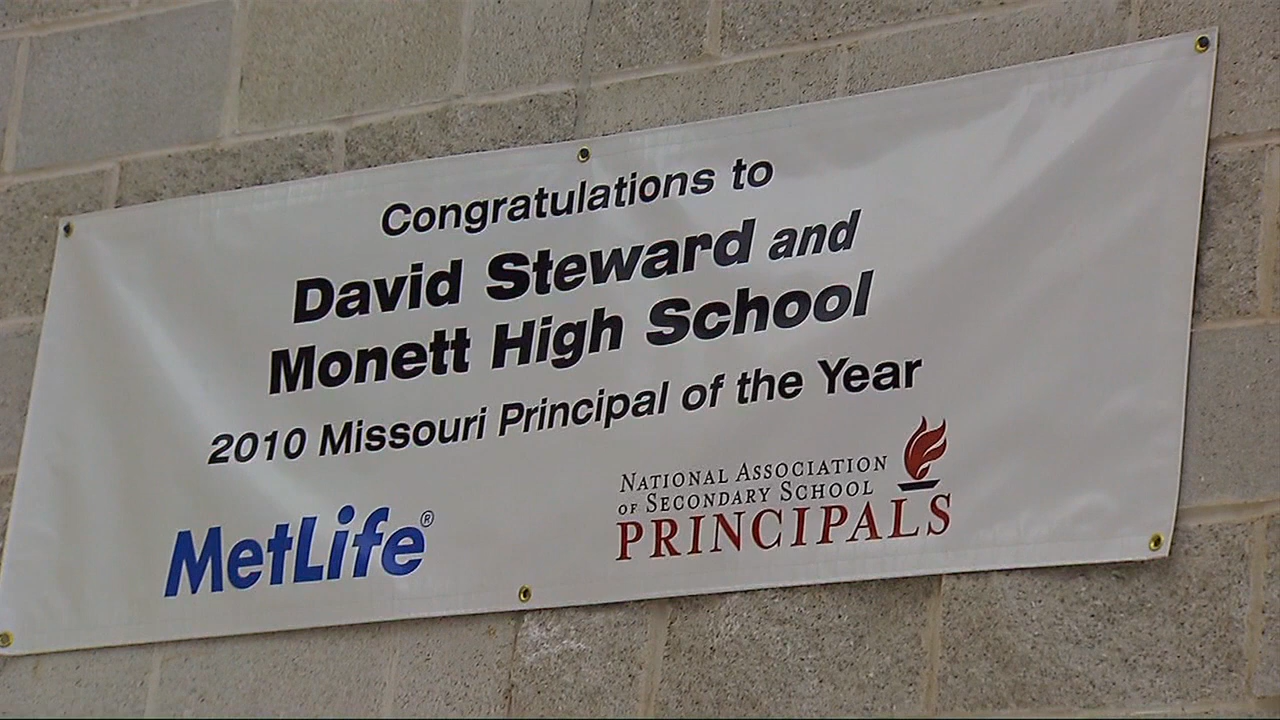 Congratulations to
David Steward and
Monett High School
2010 Missouri Principal of the Year
MetLife®
NATIONAL ASSOCIATION
OF SECONDARY SCHOOL
PRINCIPALS